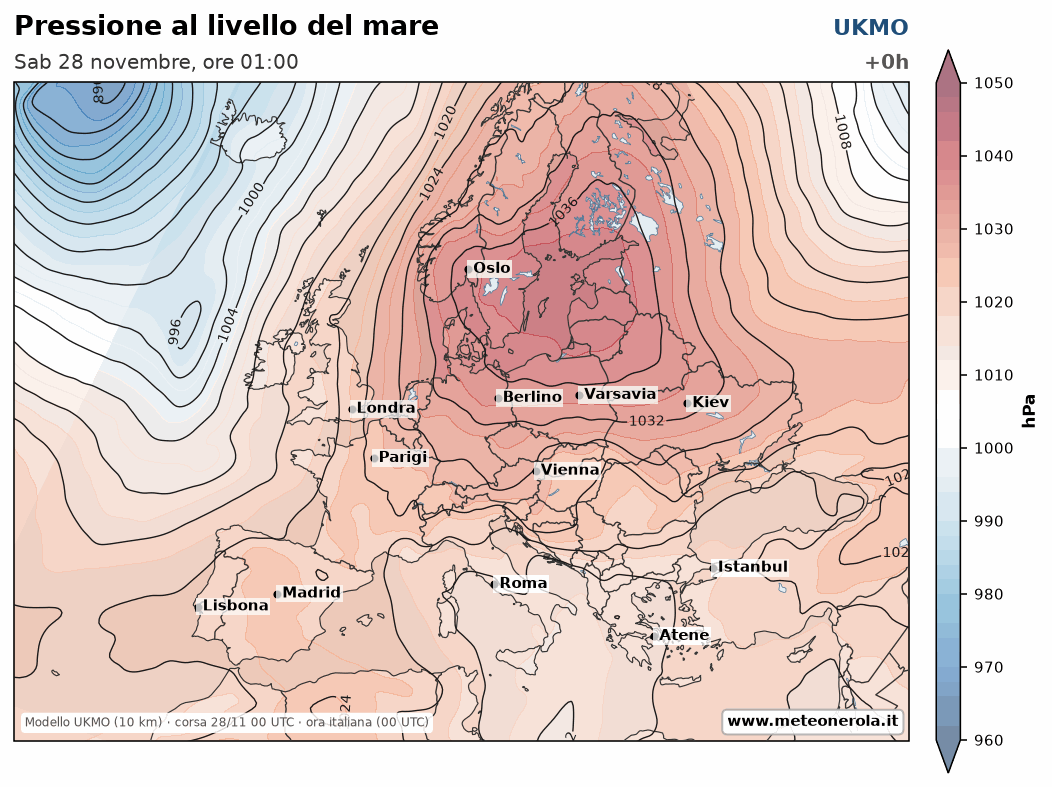 Pressione al livello del mare
UKMO
Sab 28 novembre, ore 01:00
+0h
1050
1040
1030
1020
1010
1000
990
980
970
960
hPa
968
1020
1008
1024
1000
1036
Oslo
1004
996
Londra
Berlino
Varsavia
Kiev
1032
Parigi
Vienna
102
102
Istanbul
Madrid
Roma
Lisbona
Atene
24
Modello UKMO (10 km) · corsa 28/11 00 UTC · ora italiana (00 UTC)
www.meteonerola.it